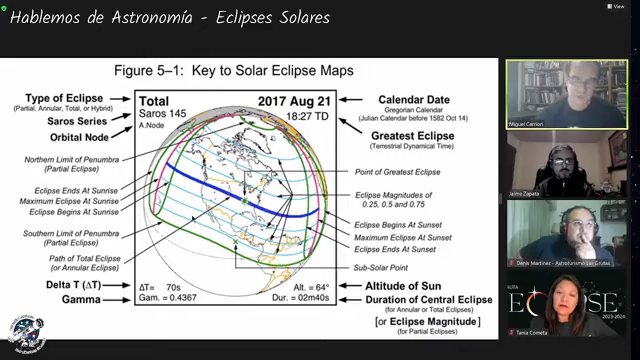 Hablemos de Astronomía - Eclipses Solares
View
Figure 5–1: Key to Solar Eclipse Maps
Type of Eclipse
(Partial, Annular, Total, or Hybrid)
Saros Series
Orbital Node
Northern Limit of Penumbra
(Partial Eclipse)
Eclipse Ends At Sunrise
Maximum Eclipse At Sunrise
Eclipse Begins At Sunrise
Southern Limit of Penumbra
(Partial Eclipse)
Path of Total Eclipse
(or Annular Eclipse)
Delta T (ΔT)
Gamma
Total
Saros 145
A.Node
2017 Aug 21
18:27 TD
ΔT= 70s
Gam. = 0.4367
Alt. = 64°
Dur. = 02m40s
Calendar Date
Gregorian Calendar
(Julian Calendar before 1582 Oct 14)
Greatest Eclipse
(Terrestrial Dynamical Time)
Point of Greatest Eclipse
Eclipse Magnitudes of
0.25, 0.5 and 0.75
Eclipse Begins At Sunset
Maximum Eclipse At Sunset
Eclipse Ends At Sunset
Sub-Solar Point
Altitude of Sun
Duration of Central Eclipse
(for Annular or Total Eclipses)
[or Eclipse Magnitude]
(for Partial Eclipses)
Miguel Carrion
Jaime Zapata
Denis Martinez - Astroturismo Las Grutas
2023-2024
Tania Cometa